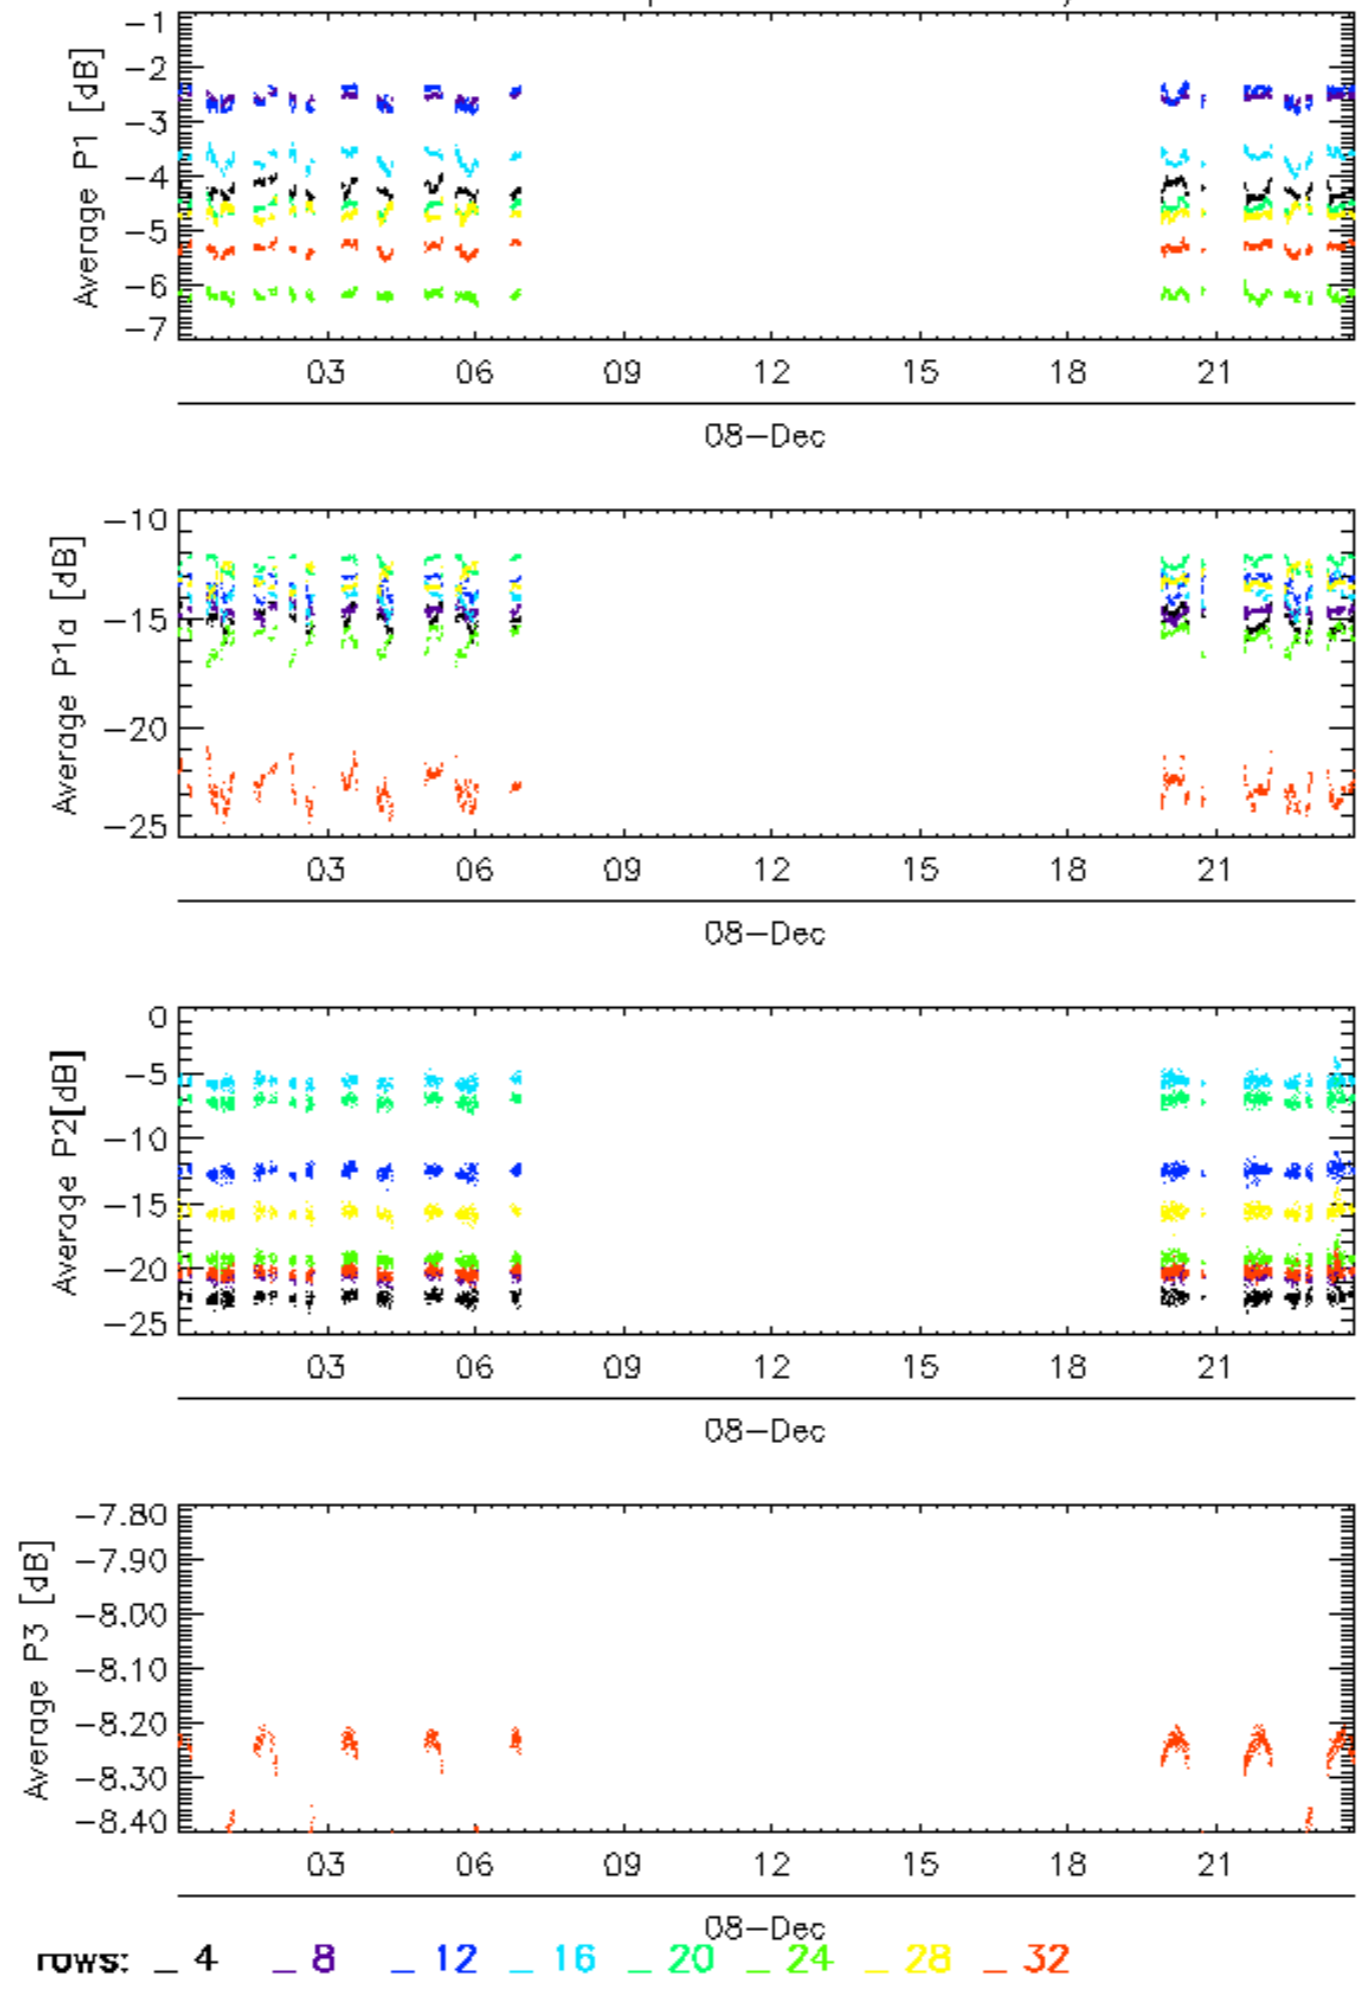 Average P1 [dB]
-1
-2
-3
-4
-5
-6
-7
03 06 09 12 15 18 21
08-Dec
Average P1a [dB]
-10
-15
-20
-25
03 06 09 12 15 18 21
08-Dec
Average P2[dB]
0
-5
-10
-15
-20
-25
03 06 09 12 15 18 21
08-Dec
Average P3 [dB]
-7.80
-7.90
-8.00
-8.10
-8.20
-8.30
-8.40
03 06 09 12 15 18 21
08-Dec
rows: _ 4 _ 8 _ 12 _ 16 _ 20 _ 24 _ 28 _ 32